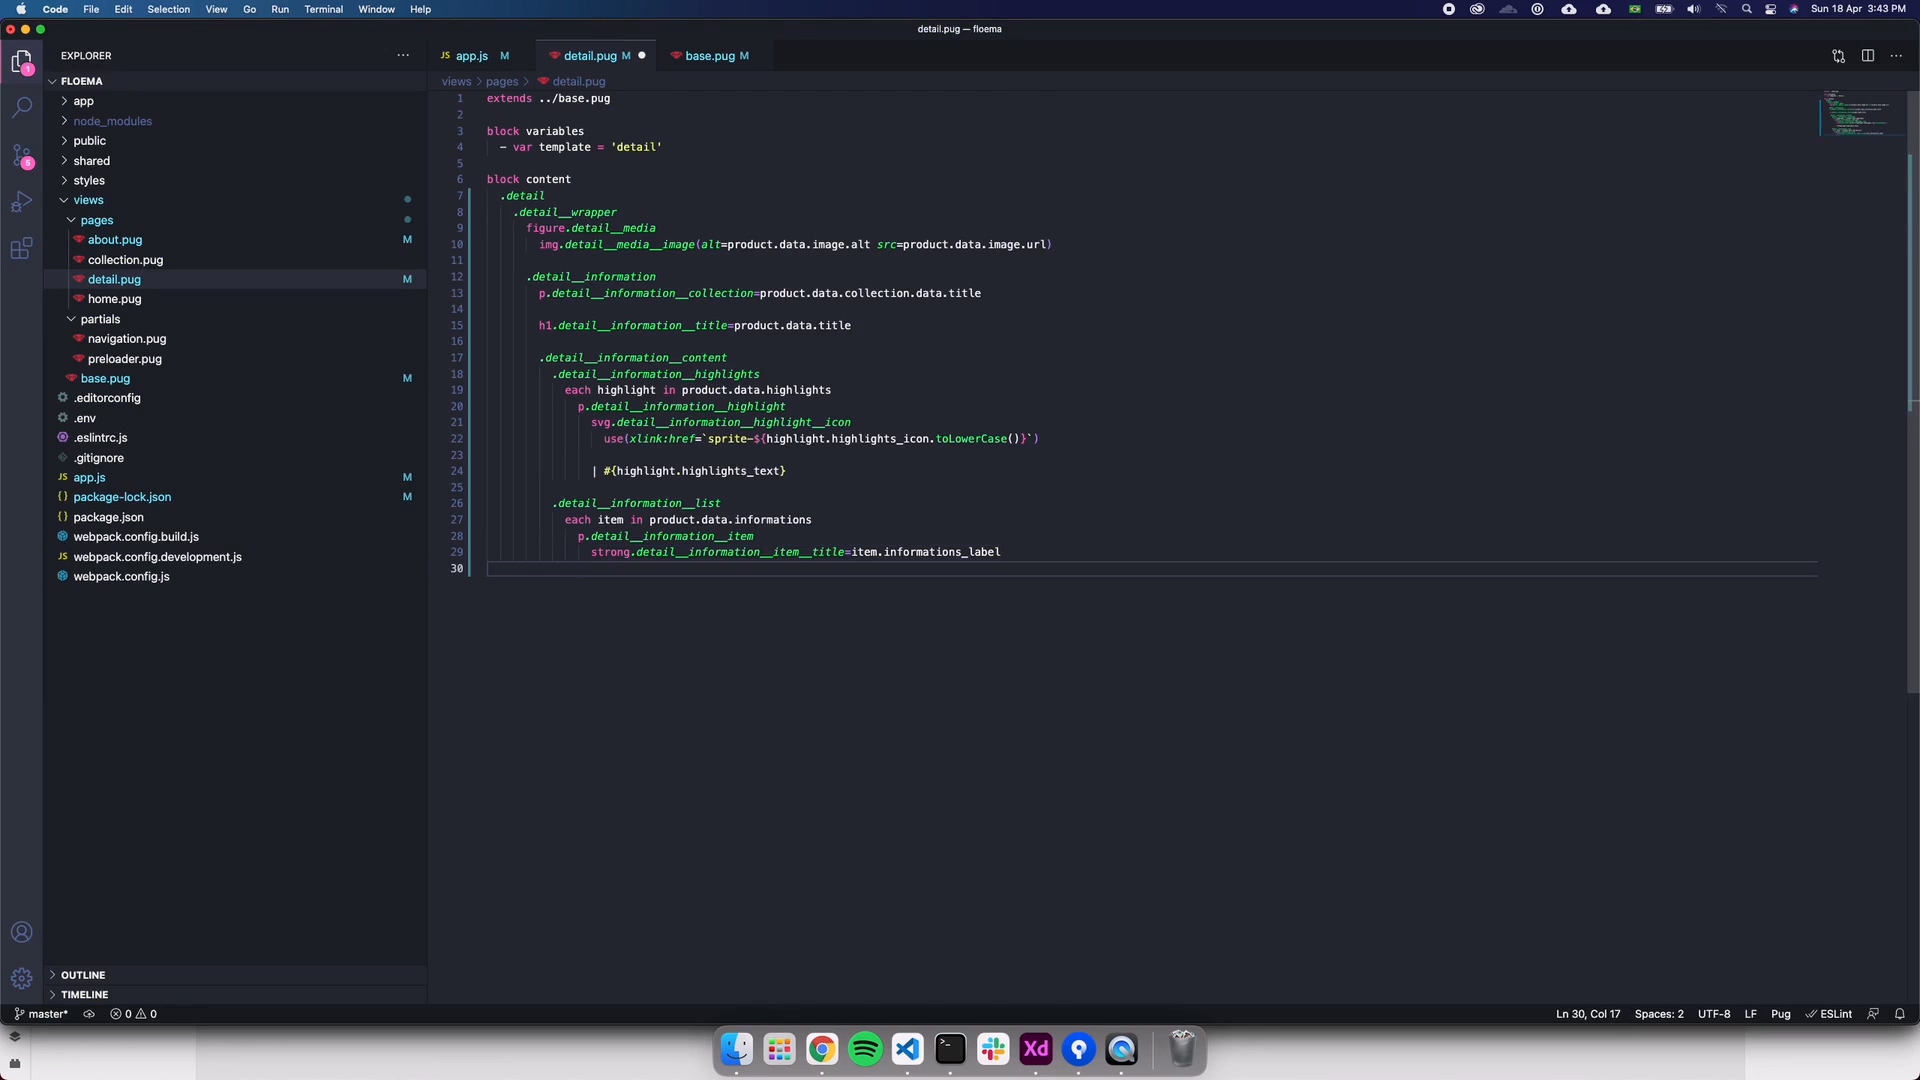 Code File Edit Selection View Go Run Terminal Window Help
Sun 18 Apr 3:43 PM
detail.pug — floema
EXPLORER
JS app.js M
detail.pug M
base.pug M
FLOEMA
views > pages > detail.pug
app
node_modules
public
shared
styles
views
pages
about.pug M
collection.pug
detail.pug M
home.pug
partials
navigation.pug
preloader.pug
base.pug M
.editorconfig
.env
.eslintrc.js
.gitignore
JS app.js M
{} package-lock.json M
{} package.json
webpack.config.build.js
JS webpack.config.development.js
webpack.config.js
OUTLINE
TIMELINE
1 extends ../base.pug
2
3 block variables
4 - var template = 'detail'
5
6 block content
7 .detail
8 .detail__wrapper
9 figure.detail__media
10 img.detail__media__image(alt=product.data.image.alt src=product.data.image.url)
11
12 .detail__information
13 p.detail__information__collection=product.data.collection.data.title
14
15 h1.detail__information__title=product.data.title
16
17 .detail__information__content
18 .detail__information__highlights
19 each highlight in product.data.highlights
20 p.detail__information__highlight
21 svg.detail__information__highlight__icon
22 use(xlink:href=`sprite-${highlight.highlights_icon.toLowerCase()}`)
23
24 | #{highlight.highlights_text}
25
26 .detail__information__list
27 each item in product.data.informations
28 p.detail__information__item
29 strong.detail__information__item__title=item.informations_label
30
1
5
master*
0 0
Ln 30, Col 17 Spaces: 2 UTF-8 LF Pug ESLint
Xd